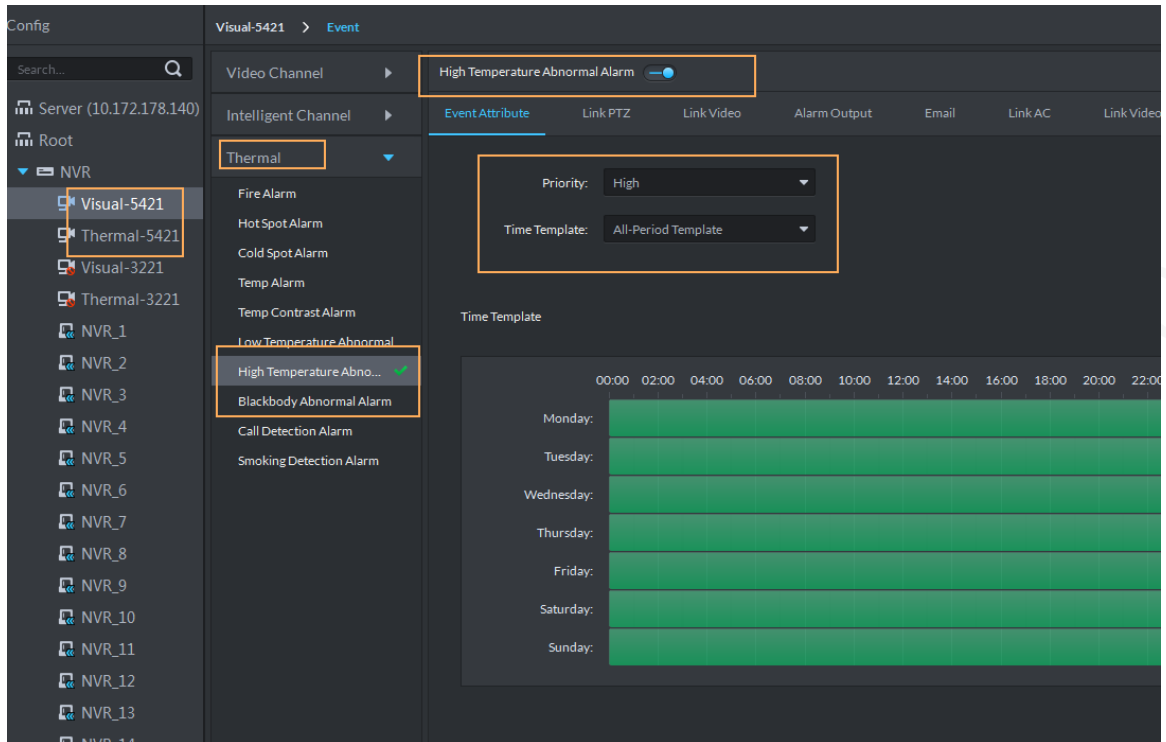 Config
Search...
Server (10.172.178.140)
Root
NVR
Visual-5421
Thermal-5421
Visual-3221
Thermal-3221
NVR_1
NVR_2
NVR_3
NVR_4
NVR_5
NVR_6
NVR_7
NVR_8
NVR_9
NVR_10
NVR_11
NVR_12
NVR_13
NVR_14
Visual-5421 > Event
Video Channel
Intelligent Channel
Thermal
Fire Alarm
Hot Spot Alarm
Cold Spot Alarm
Temp Alarm
Temp Contrast Alarm
Low Temperature Abnormal
High Temperature Abno...
Blackbody Abnormal Alarm
Call Detection Alarm
Smoking Detection Alarm
High Temperature Abnormal Alarm
Event Attribute Link PTZ Link Video Alarm Output Email Link AC Link Video
Priority: High
Time Template: All-Period Template
Time Template
00:00 02:00 04:00 06:00 08:00 10:00 12:00 14:00 16:00 18:00 20:00 22:00
Monday:
Tuesday:
Wednesday:
Thursday:
Friday:
Saturday:
Sunday: